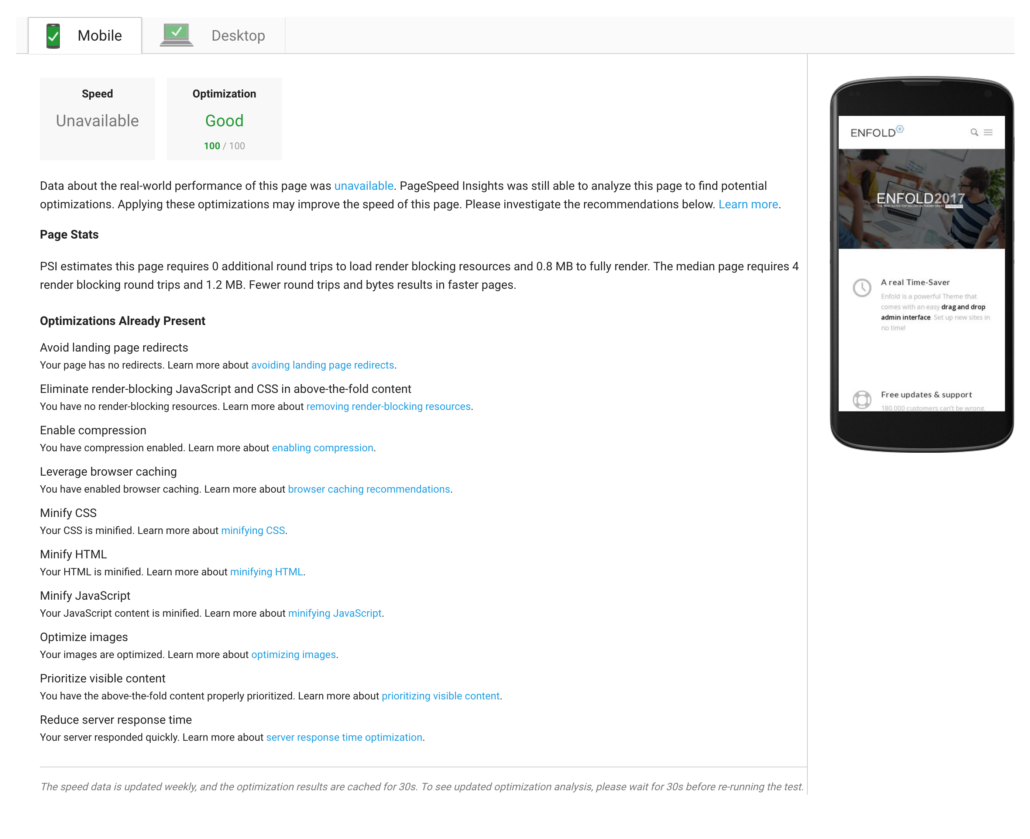 Mobile
Desktop
Speed
Unavailable
Optimization
Good
100 / 100
Data about the real-world performance of this page was unavailable. PageSpeed Insights was still able to analyze this page to find potential
optimizations. Applying these optimizations may improve the speed of this page. Please investigate the recommendations below. Learn more.
Page Stats
PSI estimates this page requires 0 additional round trips to load render blocking resources and 0.8 MB to fully render. The median page requires 4
render blocking round trips and 1.2 MB. Fewer round trips and bytes results in faster pages.
Optimizations Already Present
Avoid landing page redirects
Your page has no redirects. Learn more about avoiding landing page redirects.
Eliminate render-blocking JavaScript and CSS in above-the-fold content
You have no render-blocking resources. Learn more about removing render-blocking resources.
Enable compression
You have compression enabled. Learn more about enabling compression.
Leverage browser caching
You have enabled browser caching. Learn more about browser caching recommendations.
Minify CSS
Your CSS is minified. Learn more about minifying CSS.
Minify HTML
Your HTML is minified. Learn more about minifying HTML.
Minify JavaScript
Your JavaScript content is minified. Learn more about minifying JavaScript.
Optimize images
Your images are optimized. Learn more about optimizing images.
Prioritize visible content
You have the above-the-fold content properly prioritized. Learn more about prioritizing visible content.
Reduce server response time
Your server responded quickly. Learn more about server response time optimization.
The speed data is updated weekly, and the optimization results are cached for 30s. To see updated optimization analysis, please wait for 30s before re-running the test.
ENFOLD
ENFOLD2017
A real Time-Saver
Enfold is a powerful Theme that
comes with an easy drag and drop
admin interface. Set up new sites in
no time!
Free updates & support
180.000 customers can't be wrong.